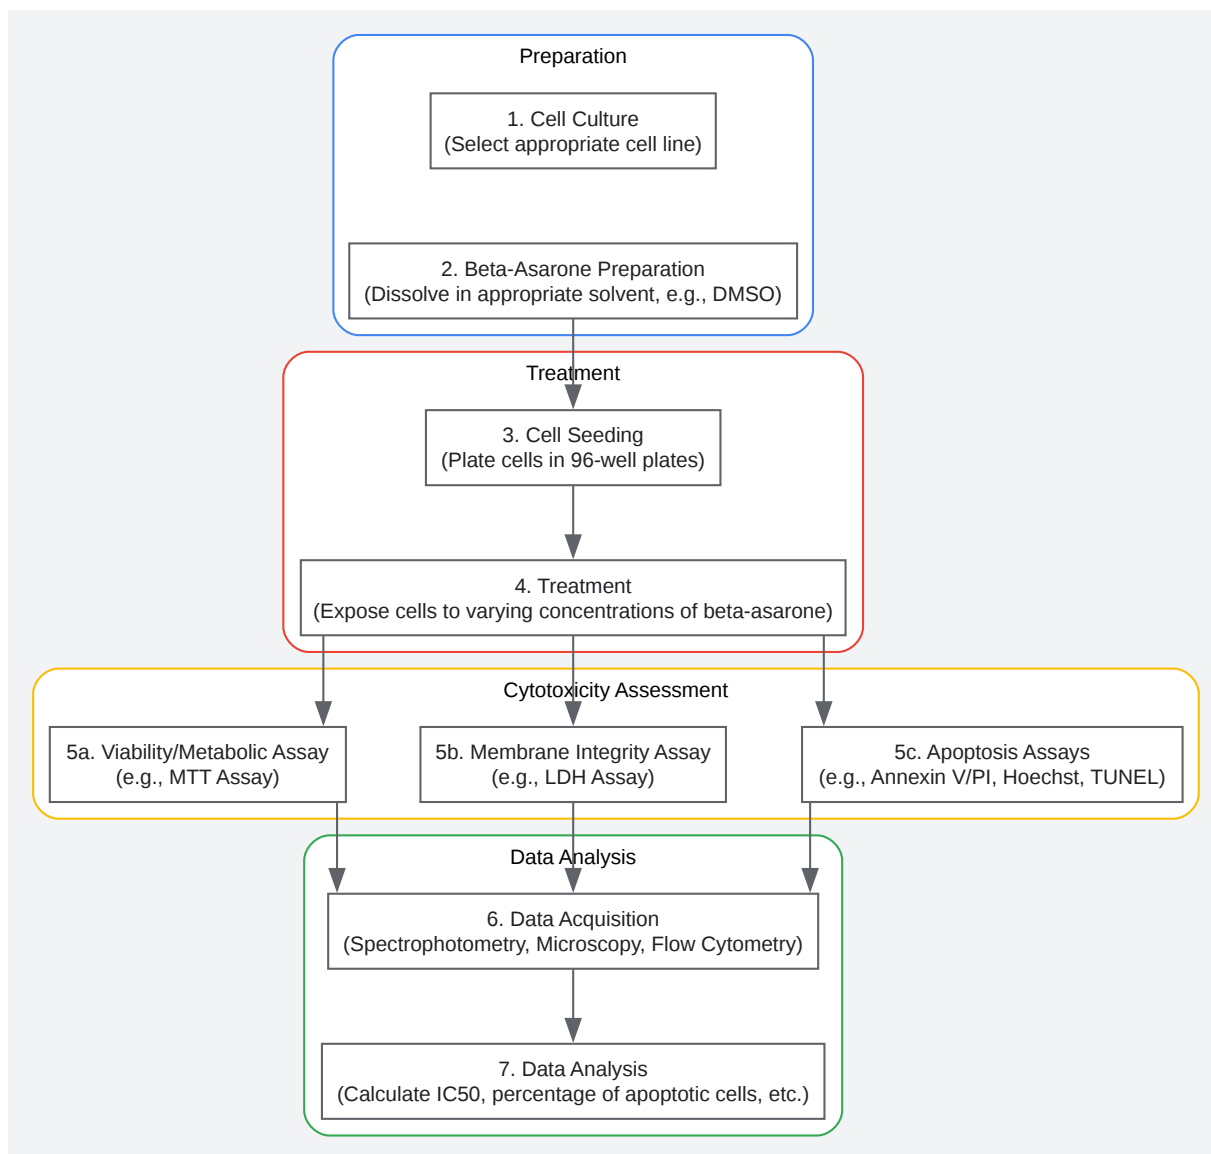 Preparation
1. Cell Culture
(Select appropriate cell line)
2. Beta-Asarone Preparation
(Dissolve in appropriate solvent, e.g., DMSO)
Treatment
3. Cell Seeding
(Plate cells in 96-well plates)
4. Treatment
(Expose cells to varying concentrations of beta-asarone)
Cytotoxicity Assessment
5a. Viability/Metabolic Assay
(e.g., MTT Assay)
5b. Membrane Integrity Assay
(e.g., LDH Assay)
5c. Apoptosis Assays
(e.g., Annexin V/PI, Hoechst, TUNEL)
Data Analysis
6. Data Acquisition
(Spectrophotometry, Microscopy, Flow Cytometry)
7. Data Analysis
(Calculate IC50, percentage of apoptotic cells, etc.)